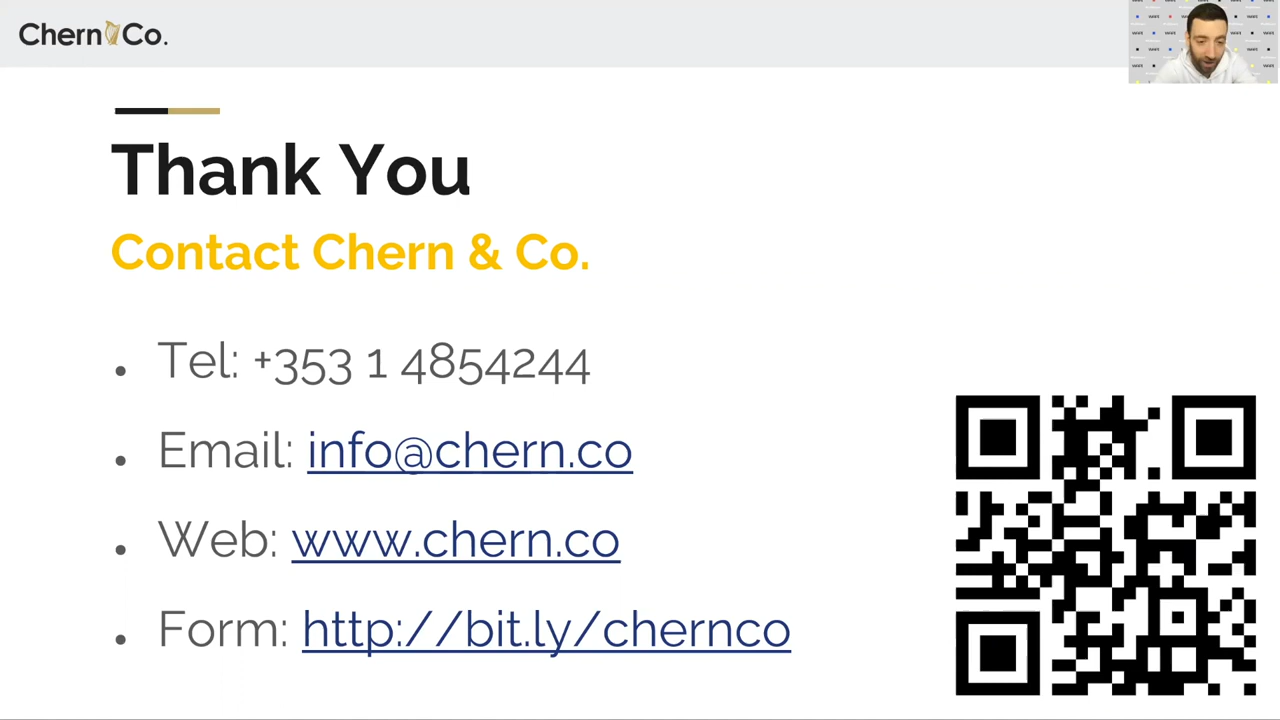 Chern Co.
Thank You
Contact Chern & Co.
Tel: +353 1 4854244
Email: info@chern.co
Web: www.chern.co
Form: http://bit.ly/chernco